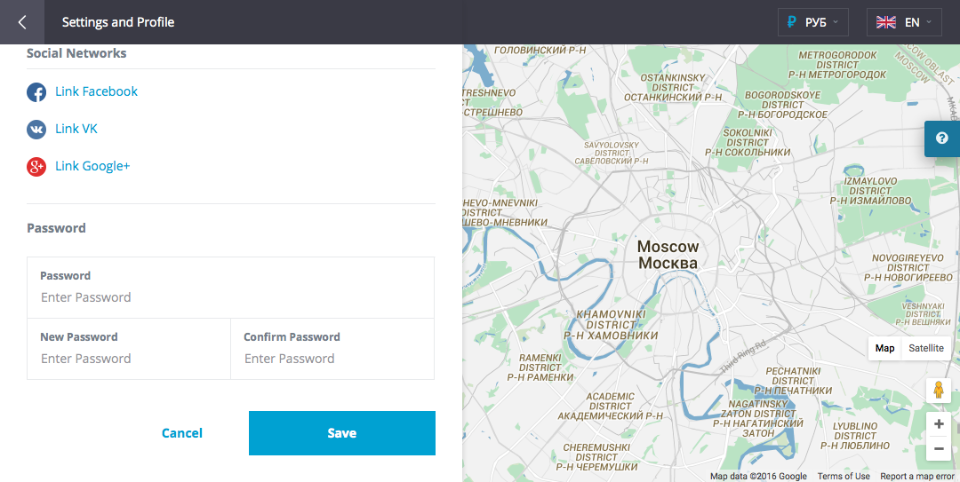 Settings and Profile
₽ РУБ
EN
Social Networks
Link Facebook
Link VK
Link Google+
Password
Password
Enter Password
New Password
Enter Password
Confirm Password
Enter Password
Cancel
Save
ГОЛОВИНСКИЙ Р-Н
METROGORODOK
DISTRICT
Р-Н МЕТРОГОРОДОК
MOSCOW
OSTANKINSKY
DISTRICT
ОСТАНКИНСКИЙ Р-Н
TRESHNEVO
DISTRICT
-СТРЕШНЕВО
BOGORODSKOYE
DISTRICT
Р-Н БОГОРОДСКОЕ
SOKOLNIKI
DISTRICT
Р-Н СОКОЛЬНИКИ
SAVYOLOVSKY
DISTRICT
САВЕЛОВСКИЙ Р-Н
IZMAYLOVO
DISTRICT
Р-Н ИЗМАЙЛОВО
HEVO-MNEVNIKI
DISTRICT
ШЕВО-МНЕВНИКИ
Moscow
Москва
NOVOGIREYEVO
DISTRICT
Р-Н НОВОГИРЕЕВО
VESHNYAKI
DISTRICT
Р-Н ВЕШНЯКИ
KHAMOVNIKI
DISTRICT
Р-Н ХАМОВНИКИ
Third Ring Rd
Map
Satellite
RAMENKI
DISTRICT
Р-Н РАМЕНКИ
PECHATNIKI
DISTRICT
Р-Н ПЕЧАТНИКИ
ACADEMIC
DISTRICT
АКАДЕМИЧЕСКИЙ Р-Н
NAGATINSKY
ZATON DISTRICT
Р-Н НАГАТИНСКИЙ
ЗАТОН
LYUBLINO
DISTRICT
Р-Н ЛЮБЛИНО
CHEREMUSHKI
DISTRICT
Р-Н ЧЕРЕМУШКИ
Map data ©2016 Google
Terms of Use
Report a map error